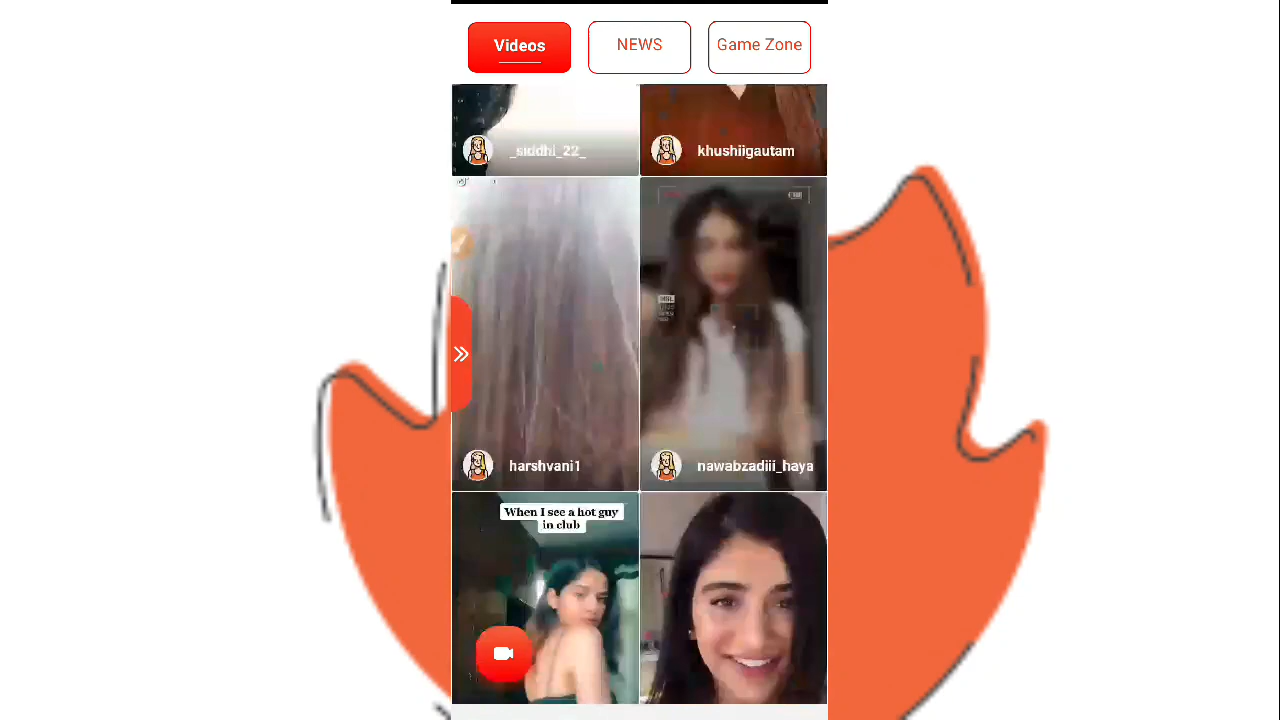 Videos
NEWS
Game Zone
_siddhi_22_
khushiigautam
harshvani1
nawabzadiii_haya
When I see a hot guy
in club